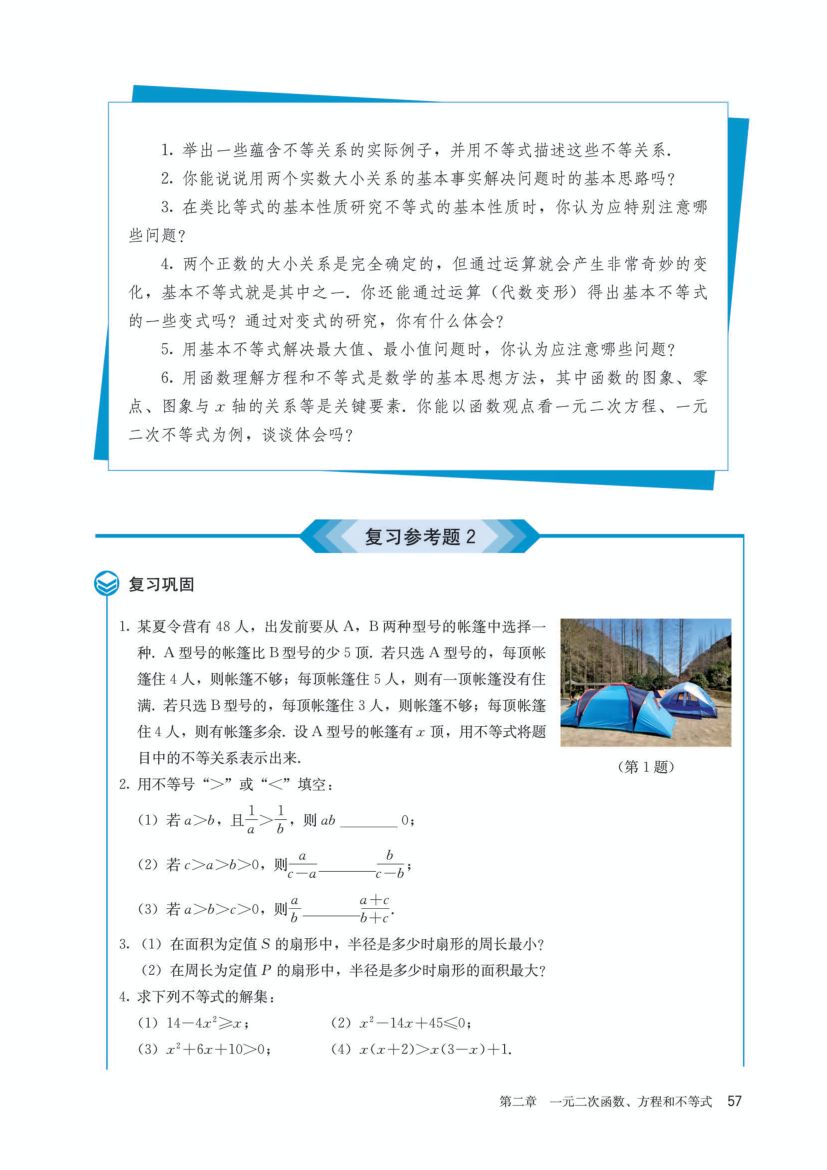 1. 举出一些蕴含不等关系的实际例子，并用不等式描述这些不等关系.
2. 你能说说用两个实数大小关系的基本事实解决问题时的基本思路吗？
3. 在类比等式的基本性质研究不等式的基本性质时，你认为应特别注意哪
些问题？
4. 两个正数的大小关系是完全确定的，但通过运算就会产生非常奇妙的变
化，基本不等式就是其中之一. 你还能通过运算（代数变形）得出基本不等式
的一些变式吗？通过对变式的研究，你有什么体会？
5. 用基本不等式解决最大值、最小值问题时，你认为应注意哪些问题？
6. 用函数理解方程和不等式是数学的基本思想方法，其中函数的图象、零
点、图象与 x 轴的关系等是关键要素. 你能以函数观点看一元二次方程、一元
二次不等式为例，谈谈体会吗？
复习参考题 2
复习巩固
1. 某夏令营有 48 人，出发前要从 A，B 两种型号的帐篷中选择一
种. A 型号的帐篷比 B 型号的少 5 顶. 若只选 A 型号的，每顶帐
篷住 4 人，则帐篷不够；每顶帐篷住 5 人，则有一顶帐篷没有住
满. 若只选 B 型号的，每顶帐篷住 3 人，则帐篷不够；每顶帐篷
住 4 人，则有帐篷多余. 设 A 型号的帐篷有 x 顶，用不等式将题
目中的不等关系表示出来.
（第 1 题）
2. 用不等号“>”或“<”填空：
（1）若 a>b，且 1/a > 1/b，则 ab ________ 0；
（2）若 c>a>b>0，则 a/(c−a) ________ b/(c−b)；
（3）若 a>b>c>0，则 a/b ________ (a+c)/(b+c).
3.（1）在面积为定值 S 的扇形中，半径是多少时扇形的周长最小？
（2）在周长为定值 P 的扇形中，半径是多少时扇形的面积最大？
4. 求下列不等式的解集：
（1）14−4x²⩾x； （2）x²−14x+45⩽0；
（3）x²+6x+10>0； （4）x(x+2)>x(3−x)+1.
第二章 一元二次函数、方程和不等式 57